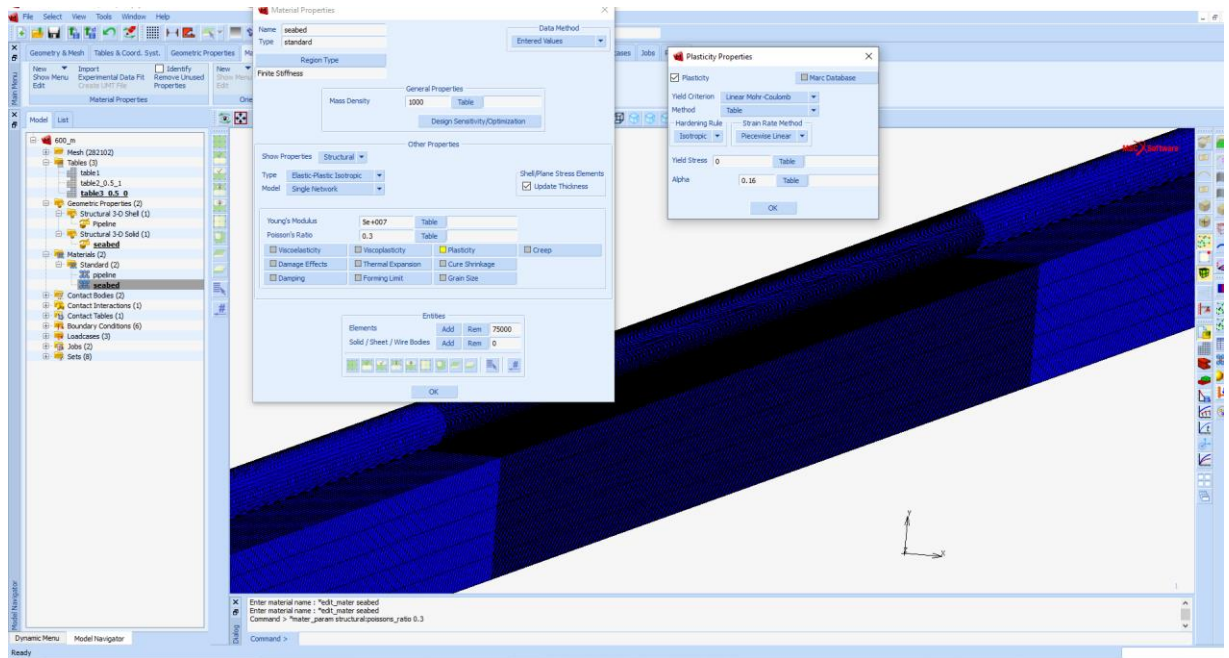 File Select View Tools Window Help
Geometry & Mesh Tables & Coord. Syst. Geometric Properties
Jobs
New Import Identify New
Show Menu Experimental Data Fit Remove Unused Show Menu
Edit Create UMT File Properties Edit
Material Properties
Main Menu
Model List
600_m
Mesh (282102)
Tables (3)
table1
table2_0.5_1
table3_0.5_0
Geometric Properties (2)
Structural 3-D Shell (1)
Pipeline
Structural 3-D Solid (1)
seabed
Materials (2)
Standard (2)
pipeline
seabed
Contact Bodies (2)
Contact Interactions (1)
Contact Tables (1)
Boundary Conditions (6)
Loadcases (3)
Jobs (2)
Sets (8)
Model Navigator
Dynamic Menu Model Navigator
Ready
Material Properties
Name seabed Data Method
Type standard Entered Values
Region Type
Finite Stiffness
General Properties
Mass Density 1000 Table
Design Sensitivity/Optimization
Other Properties
Show Properties Structural
Type Elastic-Plastic Isotropic Shell/Plane Stress Elements
Model Single Network Update Thickness
Young's Modulus 5e+007 Table
Poisson's Ratio 0.3 Table
Viscoelasticity Viscoplasticity Plasticity Creep
Damage Effects Thermal Expansion Cure Shrinkage
Damping Forming Limit Grain Size
Entities
Elements Add Rem 75000
Solid / Sheet / Wire Bodies Add Rem 0
OK
Plasticity Properties
Plasticity Marc Database
Yield Criterion Linear Mohr-Coulomb
Method Table
Hardening Rule Strain Rate Method
Isotropic Piecewise Linear
Yield Stress 0 Table
Alpha 0.16 Table
OK
Y
X
1
Dialog
Enter material name : *edit_mater seabed
Enter material name : *edit_mater seabed
Command > *mater_param structural:poissons_ratio 0.3
Command >